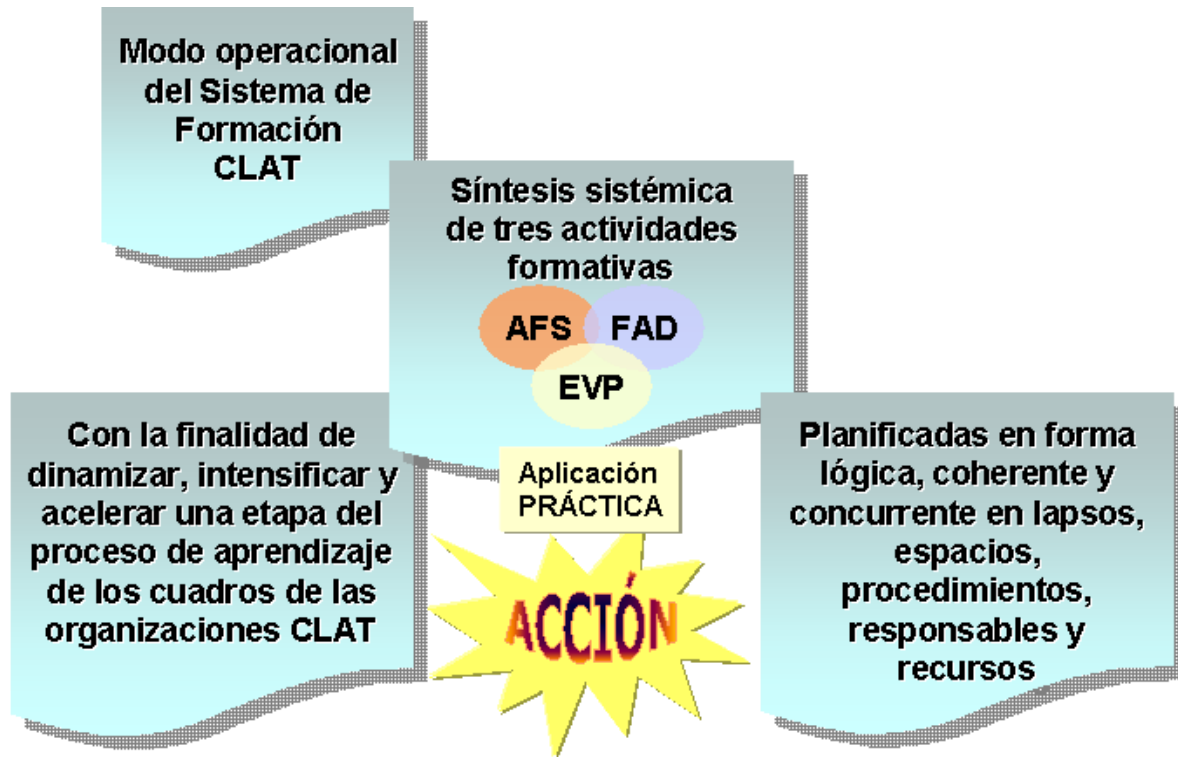 Modo operacional
del Sistema de
Formación
CLAT
Síntesis sistémica
de tres actividades
formativas
AFS FAD
EVP
Con la finalidad de
dinamizar, intensificar y
acelerar una etapa del
proceso de aprendizaje
de los cuadros de las
organizaciones CLAT
Aplicación
PRÁCTICA
ACCIÓN
Planificadas en forma
lógica, coherente y
concurrente en lapsos,
espacios,
procedimientos,
responsables y
recursos